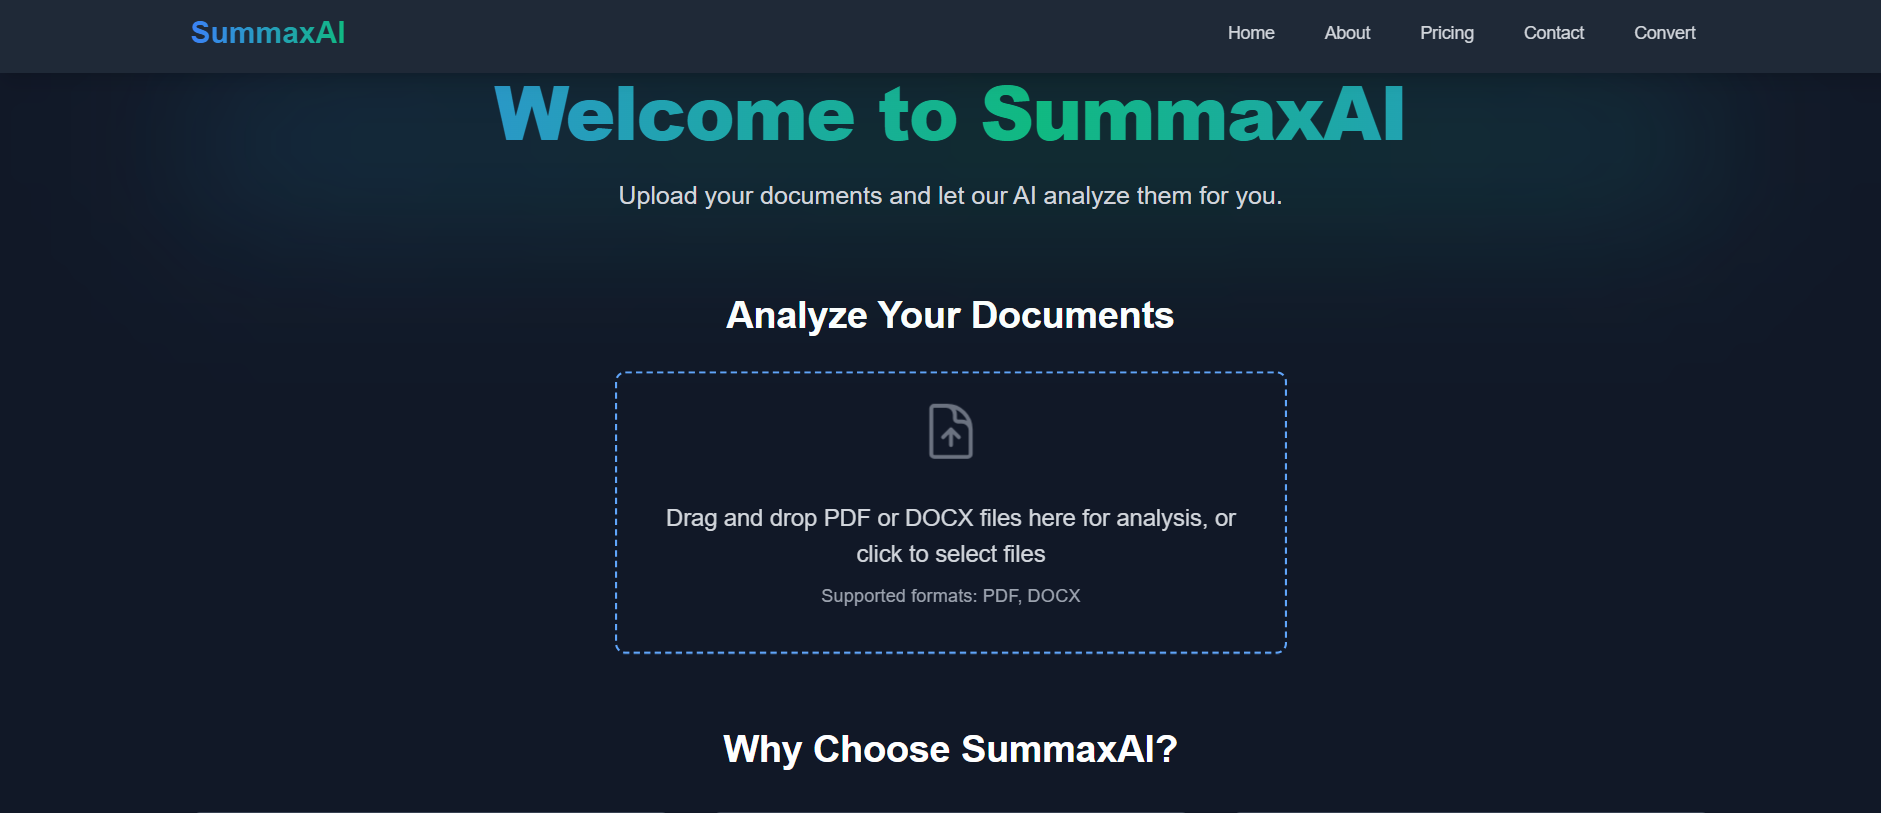 SummaxAI
Home
About
Pricing
Contact
Convert
Welcome to SummaxAI
Upload your documents and let our AI analyze them for you.
Analyze Your Documents
Drag and drop PDF or DOCX files here for analysis, or
click to select files
Supported formats: PDF, DOCX
Why Choose SummaxAI?